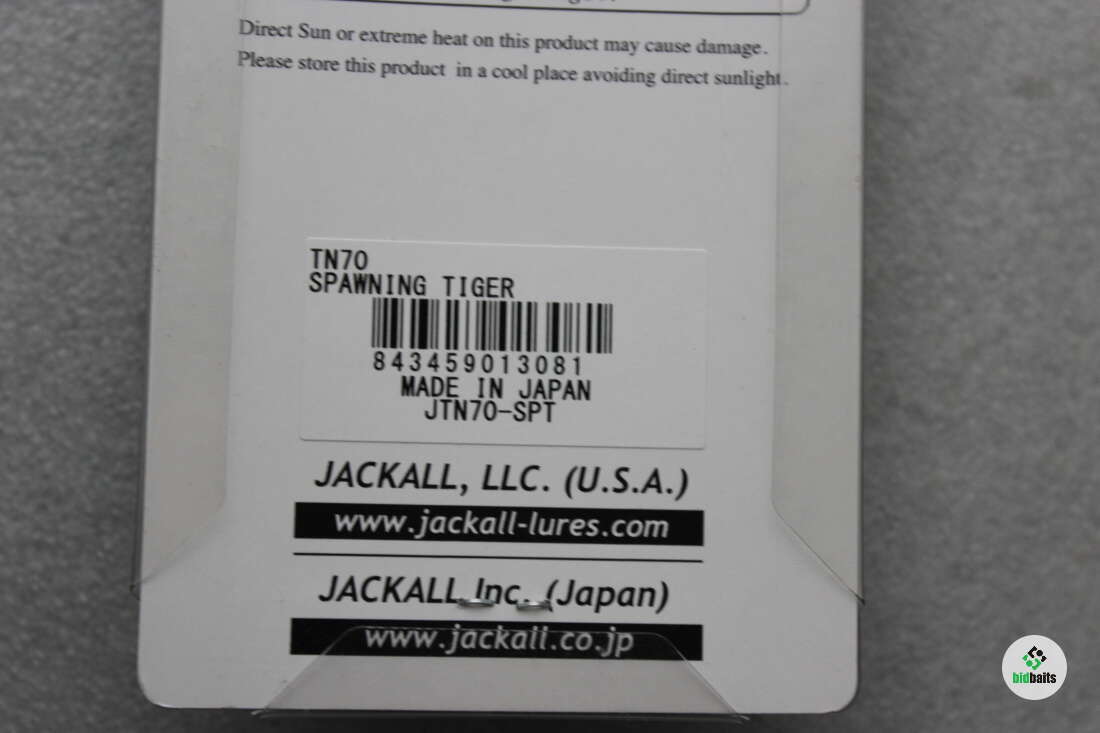 Direct Sun or extreme heat on this product may cause damage.
Please store this product in a cool place avoiding direct sunlight.
TN70
SPAWNING TIGER
843459013081
MADE IN JAPAN
JTN70-SPT
JACKALL, LLC. (U.S.A.)
www.jackall-lures.com
JACKALL Inc. (Japan)
www.jackall.co.jp
bidbaits